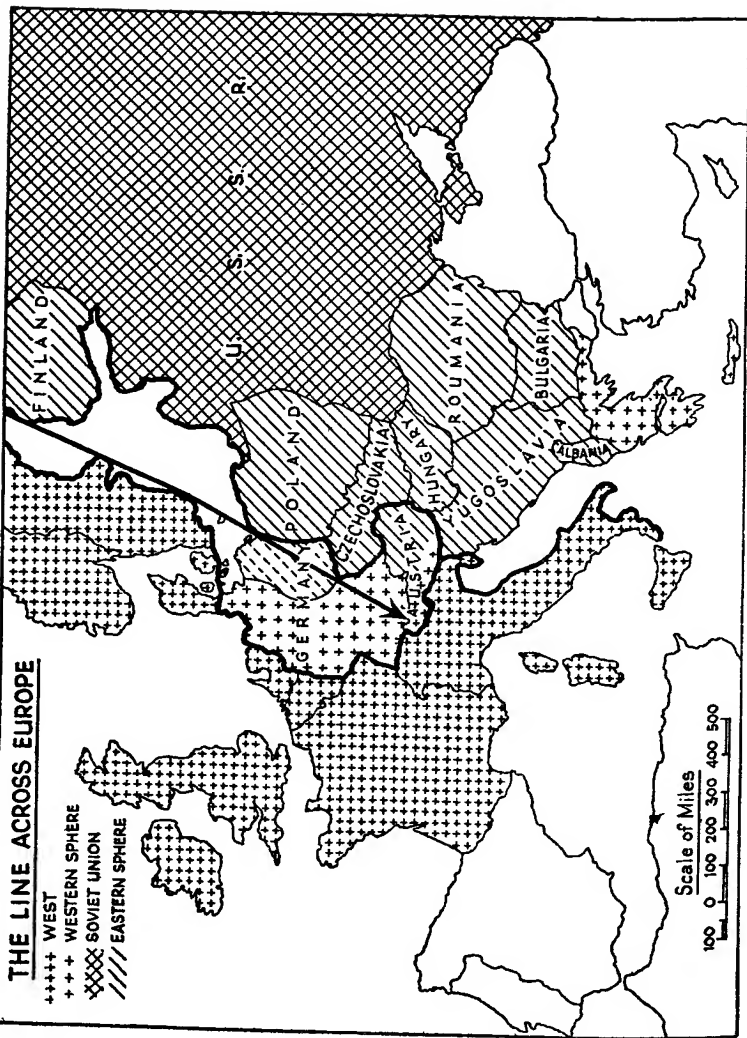 THE LINE ACROSS EUROPE
WEST
WESTERN SPHERE
SOVIET UNION
EASTERN SPHERE
FINLAND
U. S. S. R.
POLAND
GERMAN
CZECHOSLOVAKIA
AUSTRIA
HUNGARY
ROUMANIA
YUGOSLAVIA
BULGARIA
ALBANIA
Scale of Miles
100 0 100 200 300 400 500